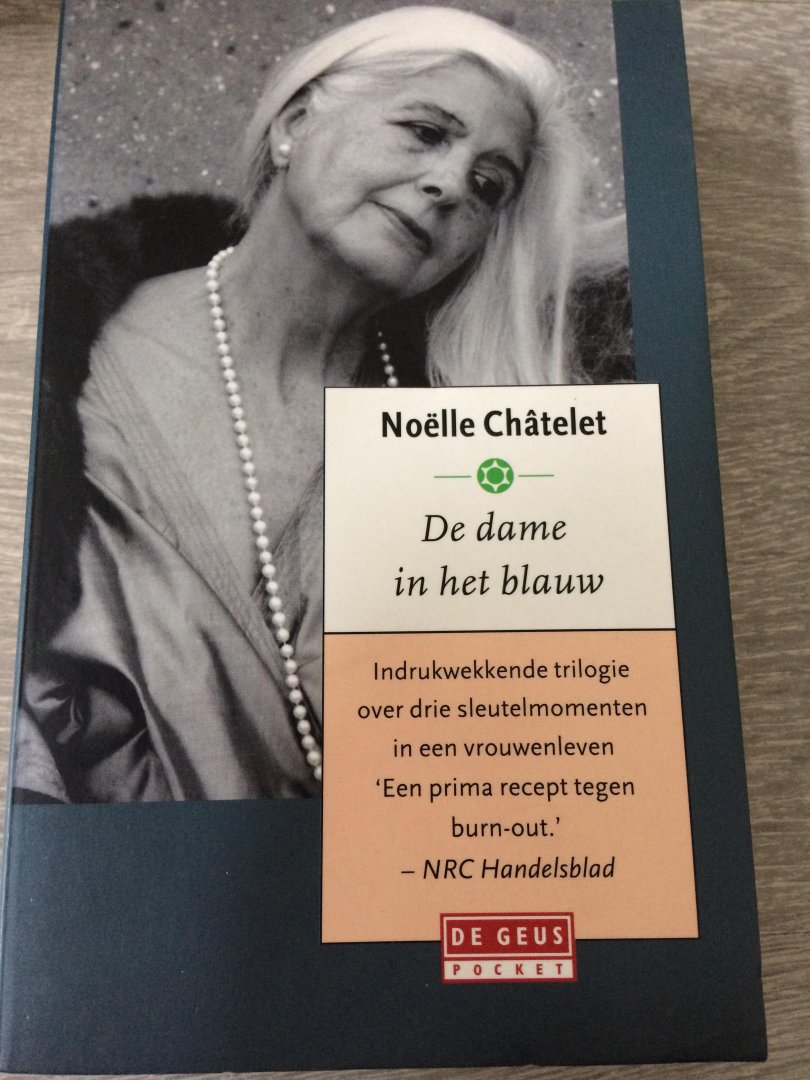 Noëlle Châtelet
De dame
in het blauw
Indrukwekkende trilogie
over drie sleutelmomenten
in een vrouwenleven
‘Een prima recept tegen
burn-out.’
– NRC Handelsblad
DE GEUS
POCKET